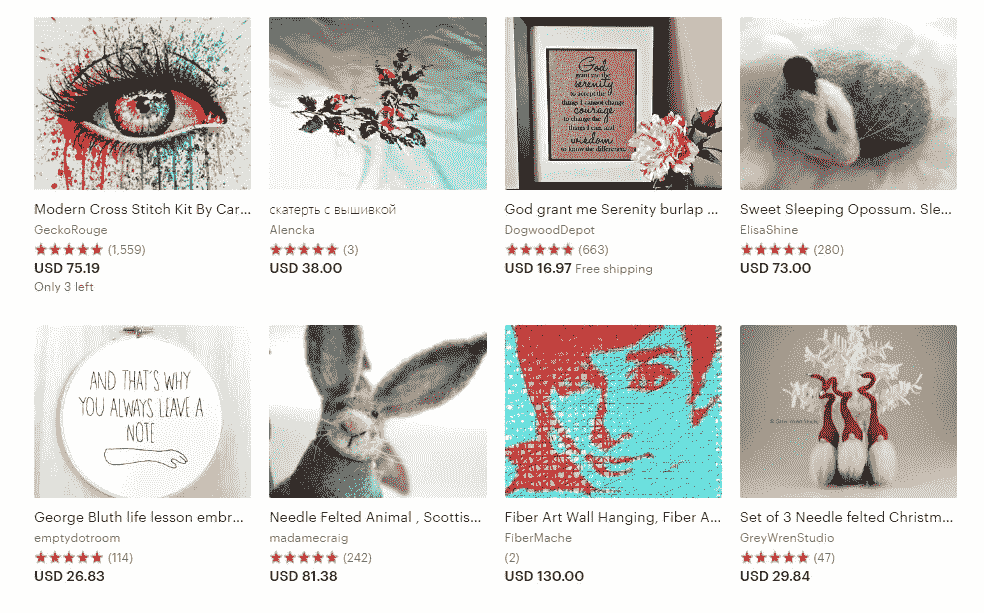 God
grant me the
serenity
to accept the
things I cannot change
courage
to change the
things I can and
wisdom
to know the difference.
Modern Cross Stitch Kit By Car...
GeckoRouge
(1,559)
USD 75.19
Only 3 left
скатерть с вышивкой
Alencka
(3)
USD 38.00
God grant me Serenity burlap ...
DogwoodDepot
(663)
USD 16.97 Free shipping
Sweet Sleeping Opossum. Sle...
ElisaShine
(280)
USD 73.00
AND THAT'S WHY
YOU ALWAYS LEAVE A
NOTE
George Bluth life lesson embr...
emptydotroom
(114)
USD 26.83
Needle Felted Animal , Scottis...
madamecraig
(242)
USD 81.38
Fiber Art Wall Hanging, Fiber A...
FiberMache
(2)
USD 130.00
Set of 3 Needle felted Christm...
GreyWrenStudio
(47)
USD 29.84